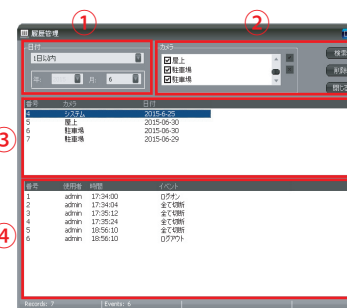 ①
②
履歴管理
日付
1日以内
年:
月: 6
カメラ
屋上
駐車場
駐車場
検索
削除
閉じる
③
番号 カメラ 日付
4 システム 2015-6-25
5 屋上 2015-06-30
6 駐車場 2015-06-30
7 駐車場 2015-06-29
④
番号 使用者 時間 イベント
1 admin 17:34:00 ログオン
2 admin 17:34:04 全て切断
3 admin 17:35:12 全て切断
4 admin 17:35:24 全て切断
5 admin 18:56:10 全て切断
6 admin 18:56:10 ログアウト
Records: 7 Events: 6